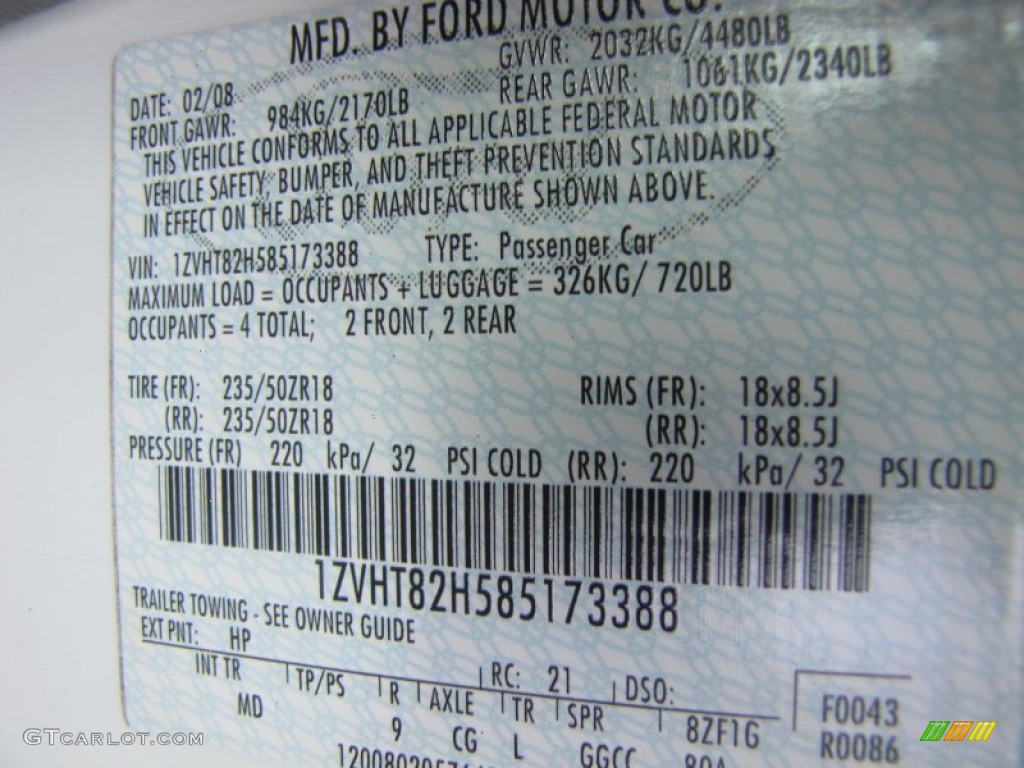 MFD. BY FORD MOTOR CO.
DATE: 02/08 GVWR: 2032KG/4480LB
FRONT GAWR: 984KG/2170LB REAR GAWR: 1061KG/2340LB
THIS VEHICLE CONFORMS TO ALL APPLICABLE FEDERAL MOTOR
VEHICLE SAFETY, BUMPER, AND THEFT PREVENTION STANDARDS
IN EFFECT ON THE DATE OF MANUFACTURE SHOWN ABOVE.
VIN: 1ZVHT82H585173388 TYPE: Passenger Car
MAXIMUM LOAD = OCCUPANTS + LUGGAGE = 326KG/ 720LB
OCCUPANTS = 4 TOTAL; 2 FRONT, 2 REAR
TIRE (FR): 235/50ZR18 RIMS (FR): 18x8.5J
(RR): 235/50ZR18 (RR): 18x8.5J
PRESSURE (FR) 220 kPa/ 32 PSI COLD (RR): 220 kPa/ 32 PSI COLD
1ZVHT82H585173388
TRAILER TOWING - SEE OWNER GUIDE
EXT PNT: HP RC: 21 DSO: F0043
INT TR TP/PS R AXLE TR SPR 8ZF1G R0086
MD 9 CG L GGCC
GTCARLOT.COM